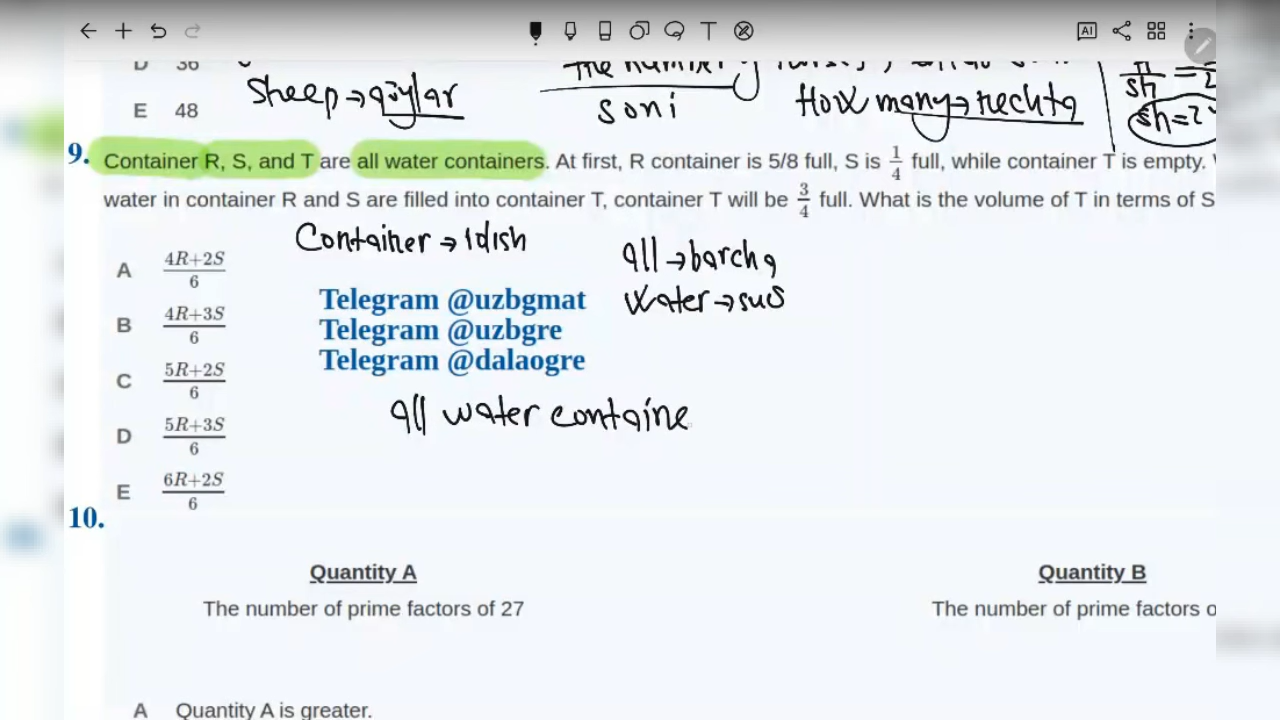 D 36
Sheep → qo'ylar
soni
How many → nechta
sh
E 48
9. Container R, S, and T are all water containers. At first, R container is 5/8 full, S is 1/4 full, while container T is empty.
water in container R and S are filled into container T, container T will be 3/4 full. What is the volume of T in terms of S
Container → idish
all → barcha
Water → suv
A 4R+2S/6
B 4R+3S/6
C 5R+2S/6
D 5R+3S/6
E 6R+2S/6
Telegram @uzbgmat
Telegram @uzbgre
Telegram @dalaogre
all water containe
10.
Quantity A
Quantity B
The number of prime factors of 27
The number of prime factors o
A Quantity A is greater.